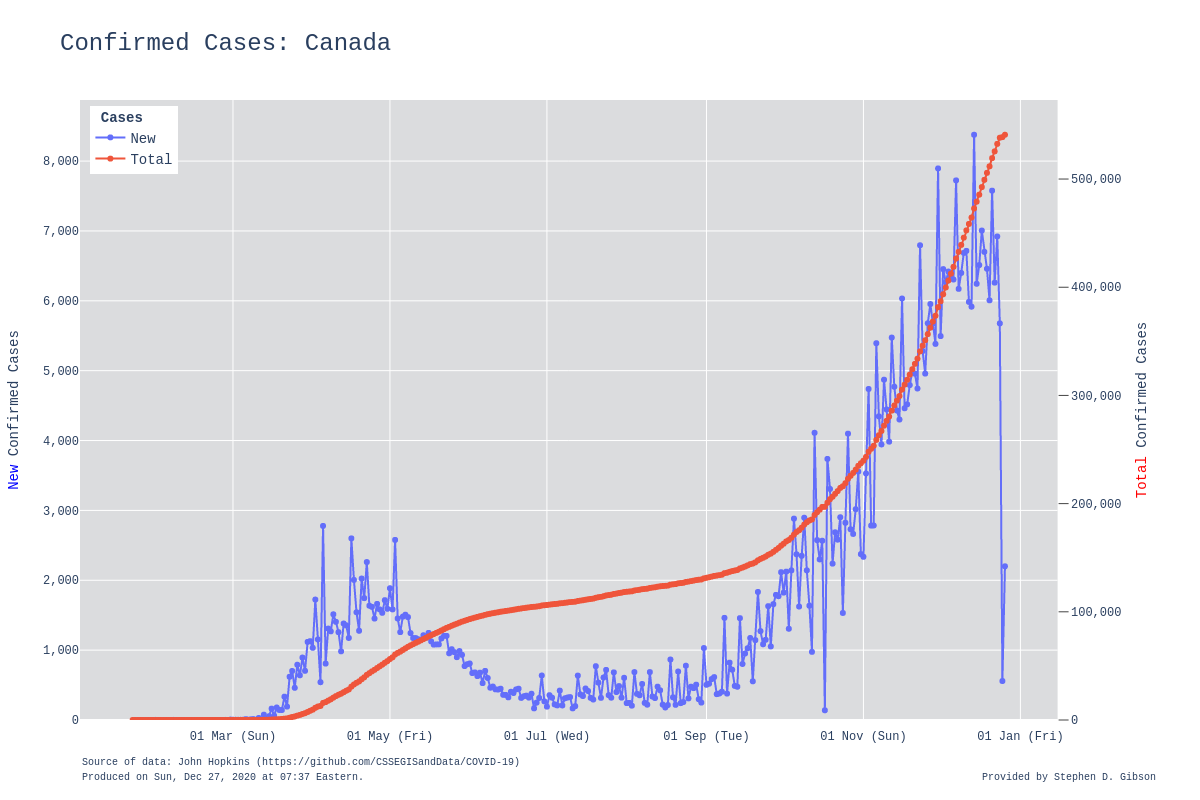 Confirmed Cases: Canada
Cases
New
Total
8,000
7,000
6,000
5,000
4,000
3,000
2,000
1,000
0
New Confirmed Cases
500,000
400,000
300,000
200,000
100,000
0
Total Confirmed Cases
01 Mar (Sun) 01 May (Fri) 01 Jul (Wed) 01 Sep (Tue) 01 Nov (Sun) 01 Jan (Fri)
Source of data: John Hopkins (https://github.com/CSSEGISandData/COVID-19)
Produced on Sun, Dec 27, 2020 at 07:37 Eastern.
Provided by Stephen D. Gibson